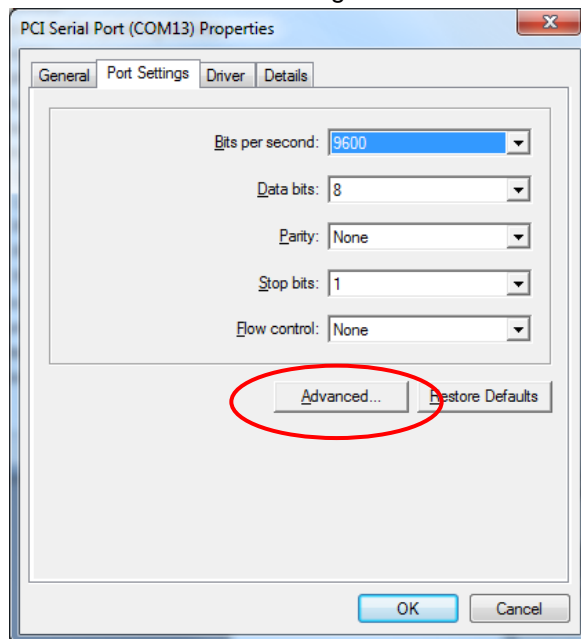 PCI Serial Port (COM13) Properties
General Port Settings Driver Details
Bits per second: 9600
Data bits: 8
Parity: None
Stop bits: 1
Flow control: None
Advanced... Restore Defaults
OK Cancel